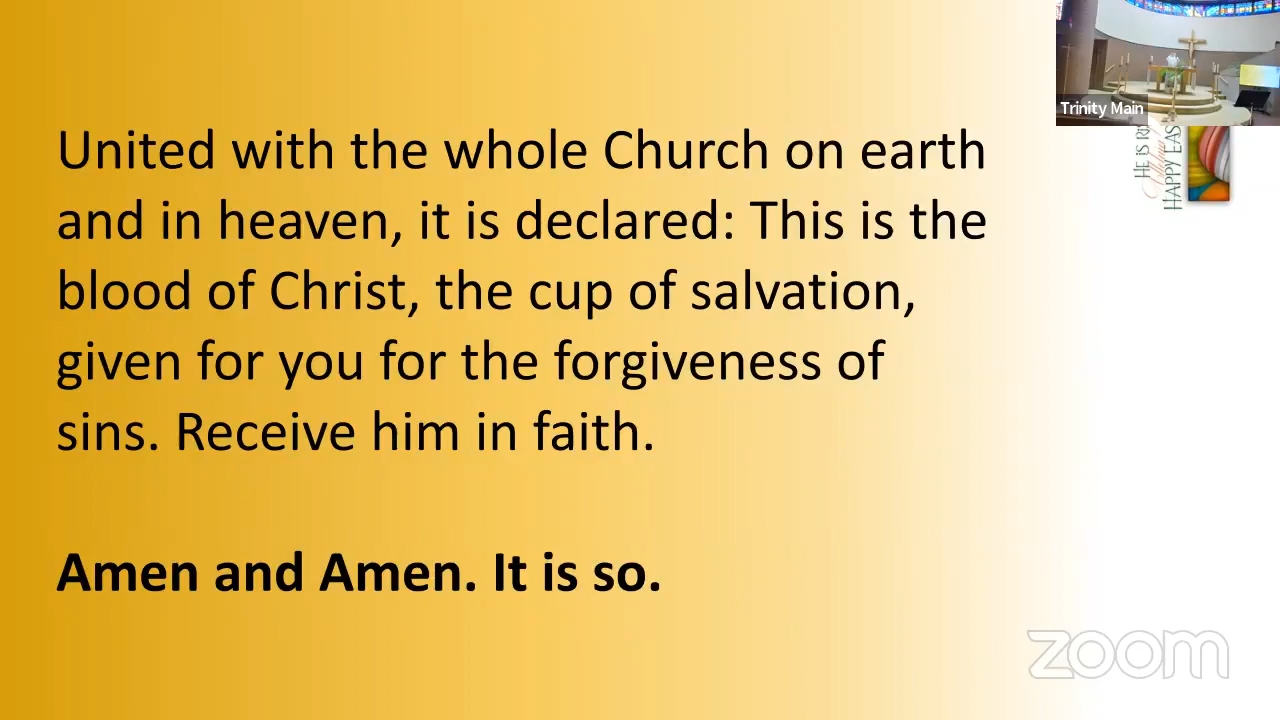 United with the whole Church on earth
and in heaven, it is declared: This is the
blood of Christ, the cup of salvation,
given for you for the forgiveness of
sins. Receive him in faith.
Amen and Amen. It is so.
Trinity Main
HE IS
HAPPY
zoom